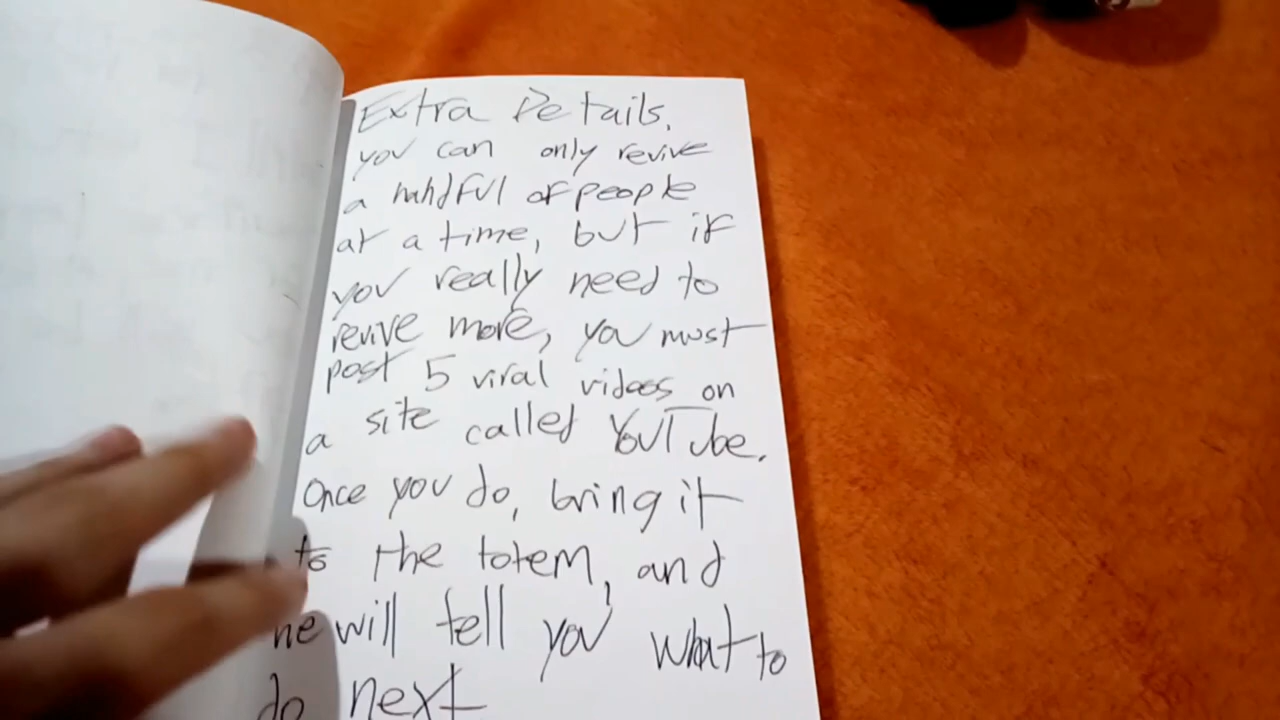 Extra Details.
you can only revive
a hahdful of people
at a time, but if
you really need to
revive more, you must
post 5 viral videos on
a site called YouTube.
Once you do, bring it
to the totem, and
he will tell you what to
do next